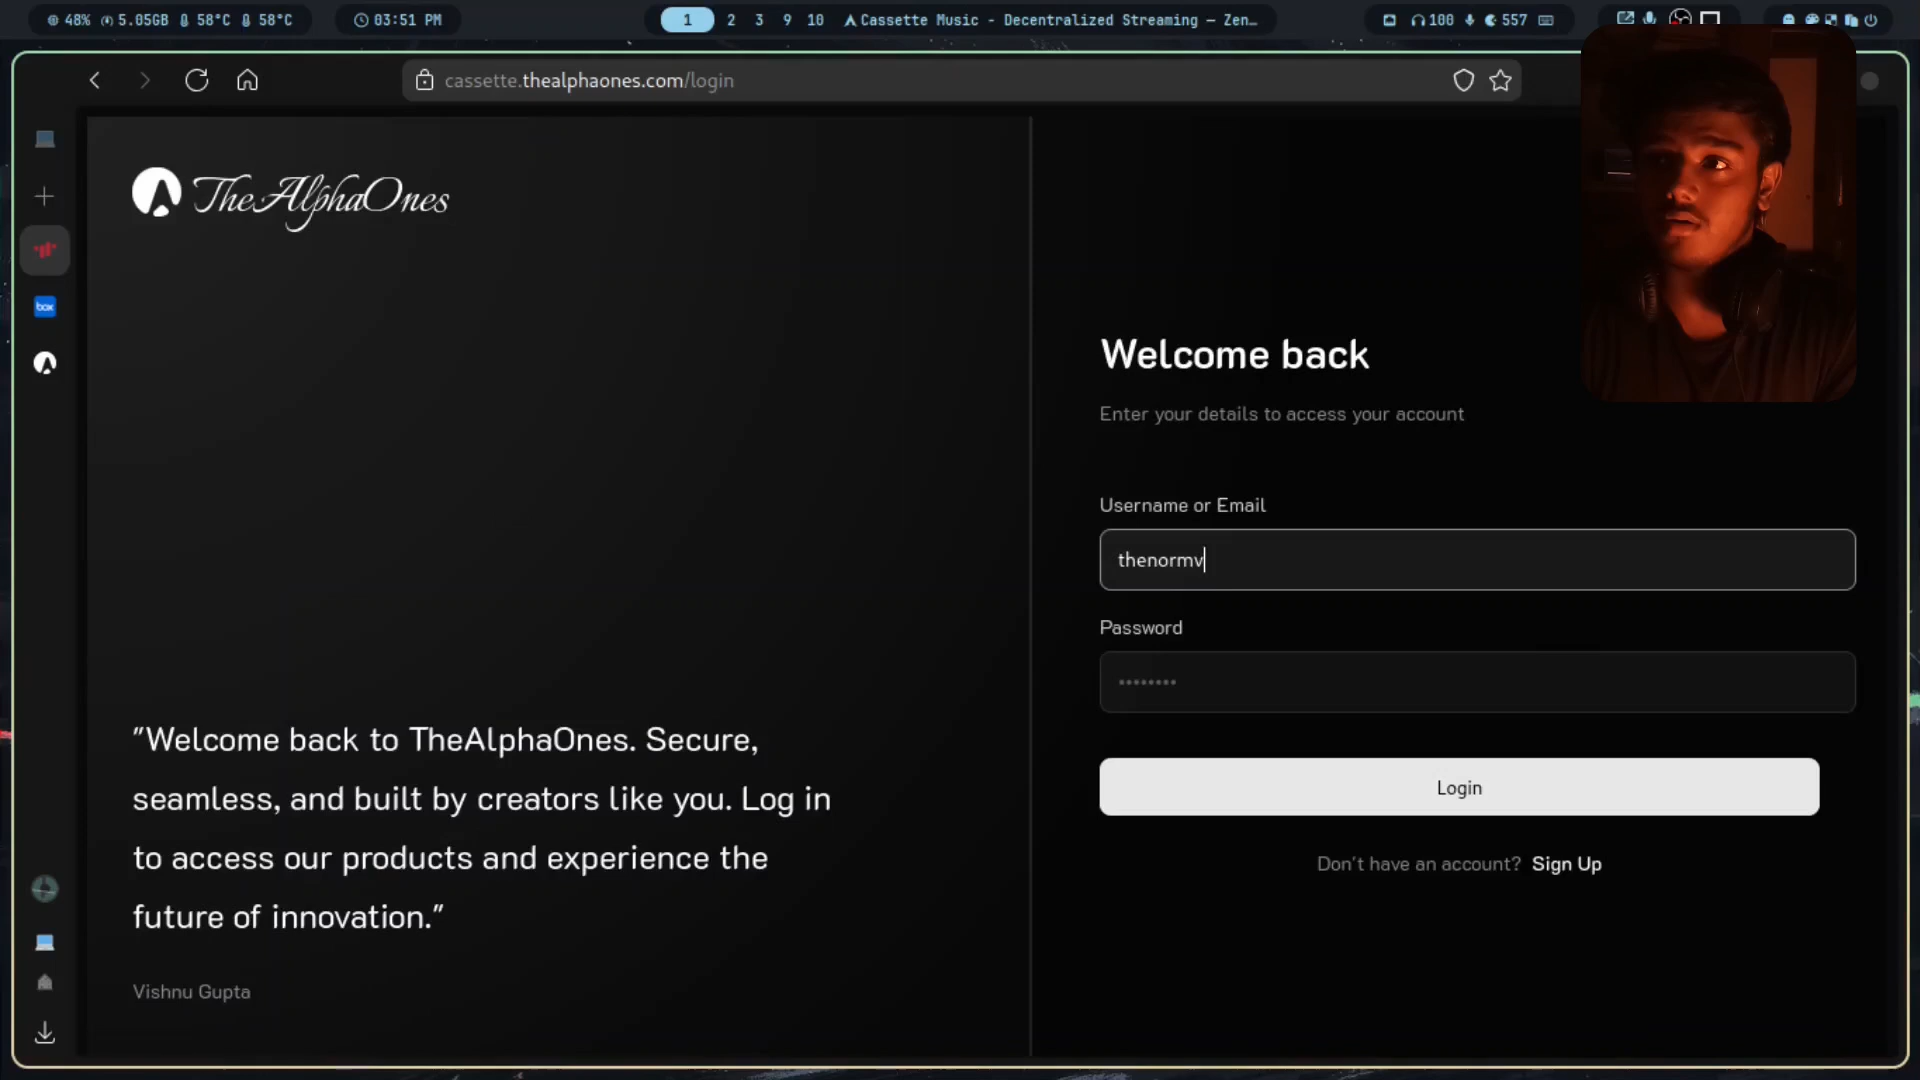 48% 5.05GB 58°C 58°C
03:51 PM
1 2 3 9 10 Cassette Music - Decentralized Streaming — Zen…
100 557
cassette.thealphaones.com/login
box
TheAlphaOnes
Welcome back
Enter your details to access your account
Username or Email
thenormv
Password
Login
Don't have an account? Sign Up
"Welcome back to TheAlphaOnes. Secure,
seamless, and built by creators like you. Log in
to access our products and experience the
future of innovation."
Vishnu Gupta